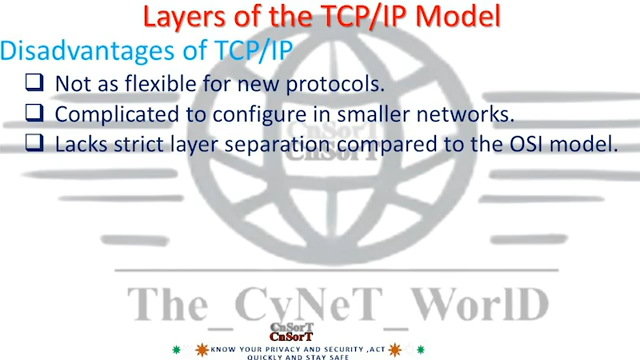 Layers of the TCP/IP Model
Disadvantages of TCP/IP
Not as flexible for new protocols.
Complicated to configure in smaller networks.
CnSorT
CnSorT
Lacks strict layer separation compared to the OSI model.
The_CyNeT_WorlD
CnSorT
CnSorT
KNOW YOUR PRIVACY AND SECURITY ,ACT
QUICKLY AND STAY SAFE